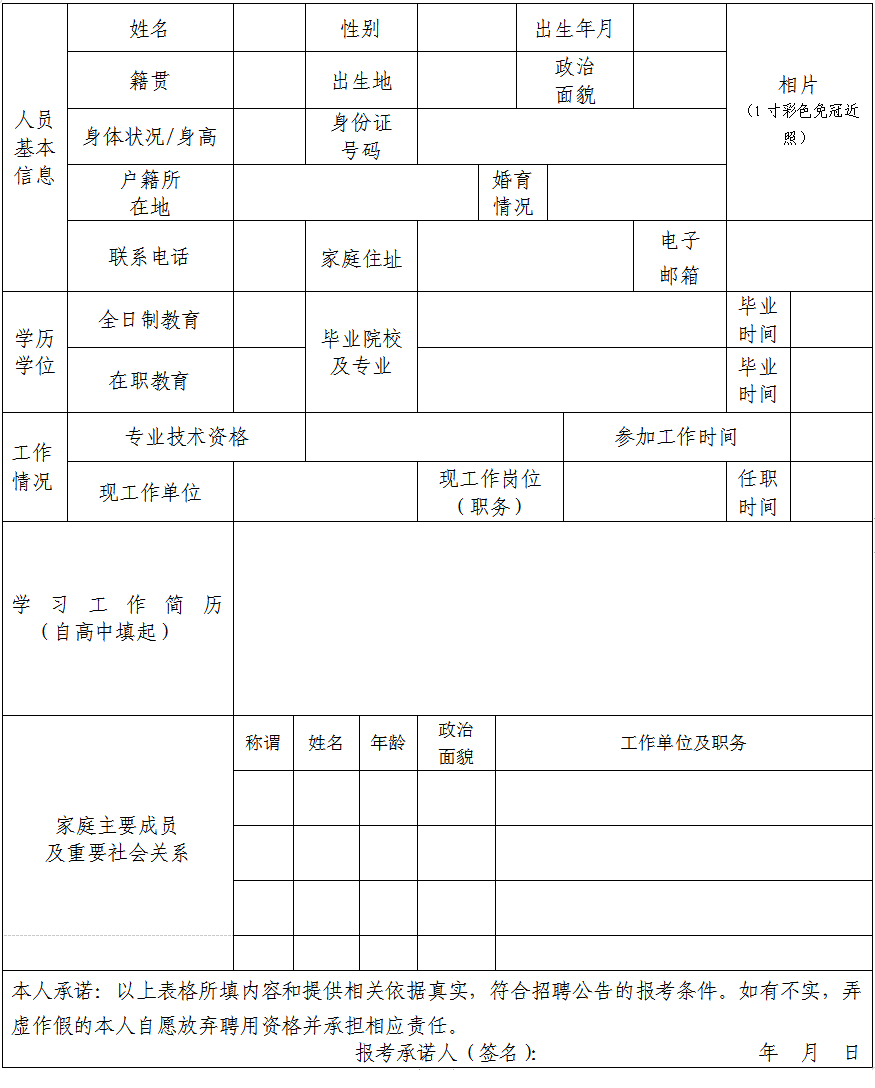 人员
基本
信息
姓名
性别
出生年月
相片
（1寸彩色免冠近
照）
籍贯
出生地
政治
面貌
身体状况/身高
身份证
号码
户籍所
在地
婚育
情况
联系电话
家庭住址
电子
邮箱
学历
学位
全日制教育
毕业院校
及专业
毕业
时间
在职教育
毕业
时间
工作
情况
专业技术资格
参加工作时间
现工作单位
现工作岗位
（职务）
任职
时间
学习工作简历
（自高中填起）
家庭主要成员
及重要社会关系
称谓
姓名
年龄
政治
面貌
工作单位及职务
本人承诺：以上表格所填内容和提供相关依据真实，符合招聘公告的报考条件。如有不实，弄
虚作假的本人自愿放弃聘用资格并承担相应责任。
报考承诺人（签名）： 年 月 日